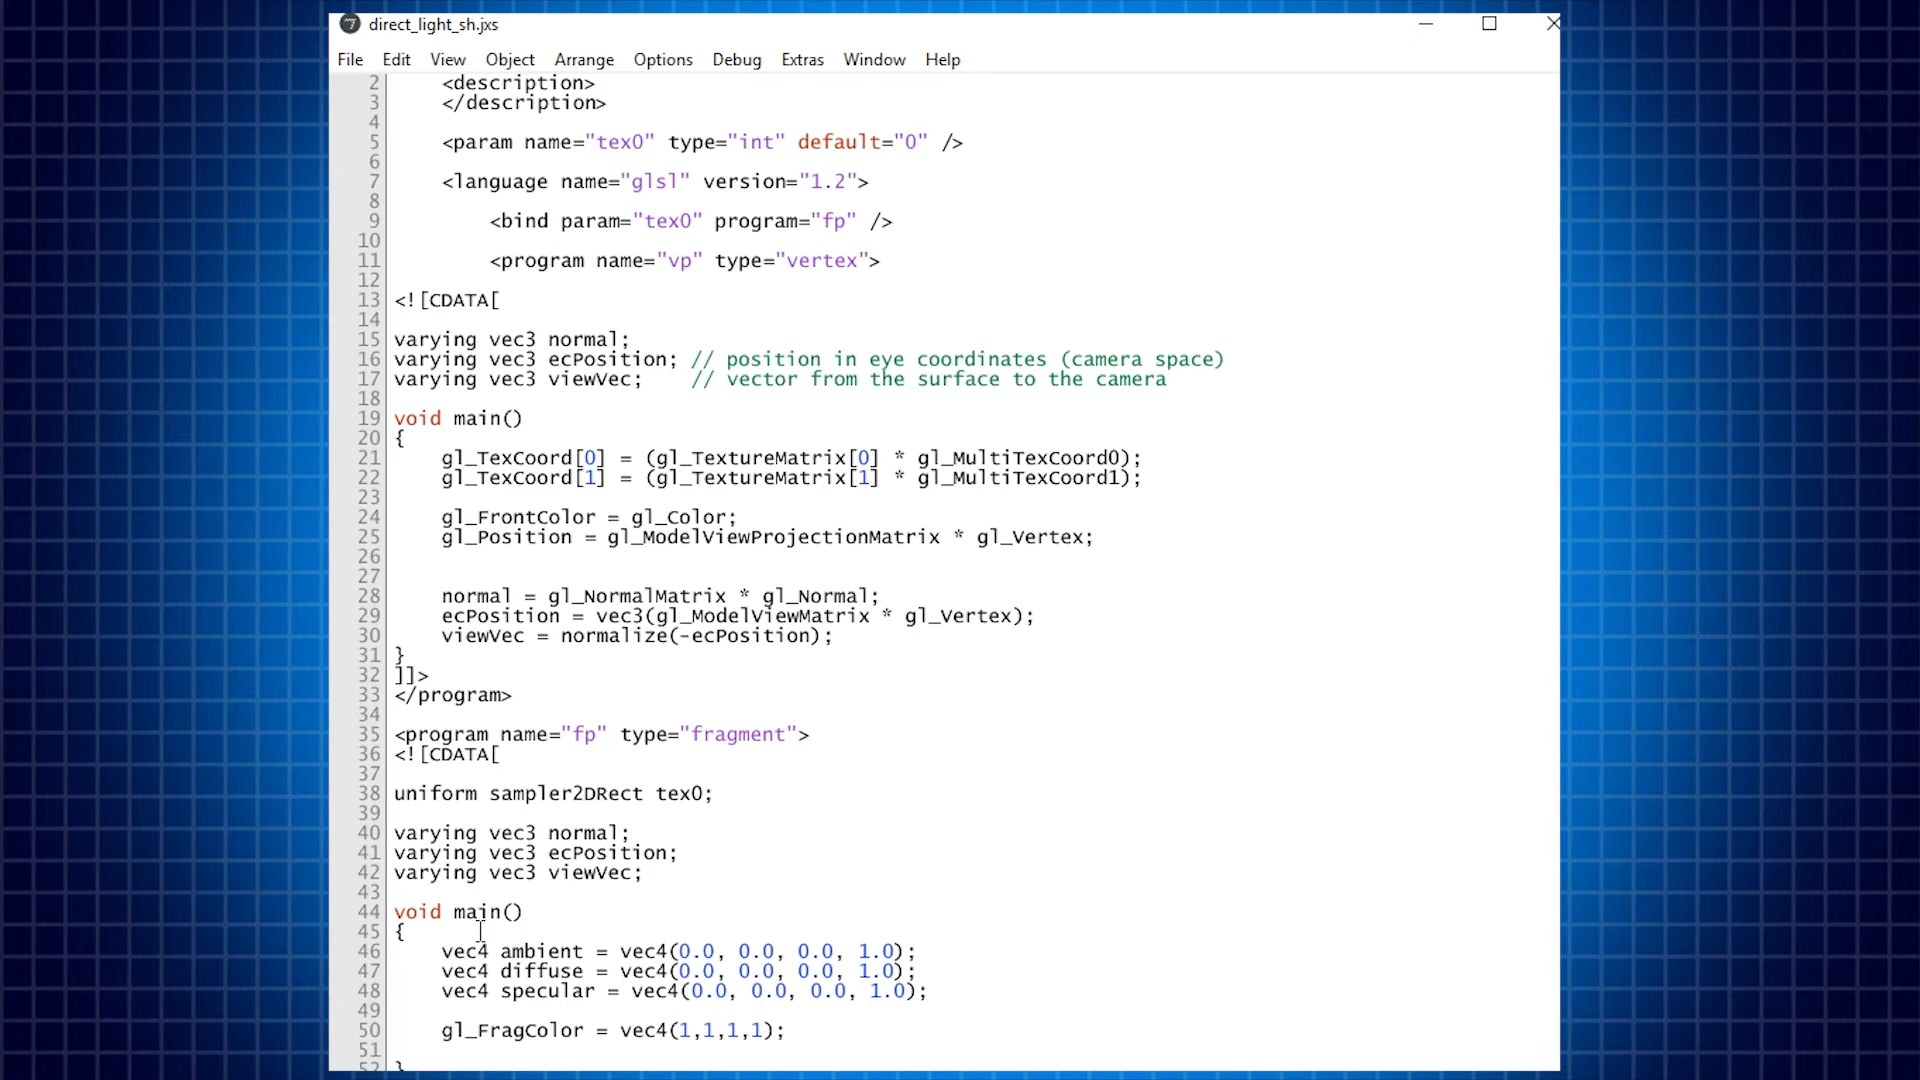 direct_light_sh.jxs
File Edit View Object Arrange Options Debug Extras Window Help
2 <description>
3 </description>
4
5 <param name="tex0" type="int" default="0" />
6
7 <language name="glsl" version="1.2">
8
9 <bind param="tex0" program="fp" />
10
11 <program name="vp" type="vertex">
12
13 <![CDATA[
14
15 varying vec3 normal;
16 varying vec3 ecPosition; // position in eye coordinates (camera space)
17 varying vec3 viewVec; // vector from the surface to the camera
18
19 void main()
20 {
21 gl_TexCoord[0] = (gl_TextureMatrix[0] * gl_MultiTexCoord0);
22 gl_TexCoord[1] = (gl_TextureMatrix[1] * gl_MultiTexCoord1);
23
24 gl_FrontColor = gl_Color;
25 gl_Position = gl_ModelViewProjectionMatrix * gl_Vertex;
26
27
28 normal = gl_NormalMatrix * gl_Normal;
29 ecPosition = vec3(gl_ModelViewMatrix * gl_Vertex);
30 viewVec = normalize(-ecPosition);
31 }
32 ]]>
33 </program>
34
35 <program name="fp" type="fragment">
36 <![CDATA[
37
38 uniform sampler2DRect tex0;
39
40 varying vec3 normal;
41 varying vec3 ecPosition;
42 varying vec3 viewVec;
43
44 void main()
45 {
46 vec4 ambient = vec4(0.0, 0.0, 0.0, 1.0);
47 vec4 diffuse = vec4(0.0, 0.0, 0.0, 1.0);
48 vec4 specular = vec4(0.0, 0.0, 0.0, 1.0);
49
50 gl_FragColor = vec4(1,1,1,1);
51
52 }